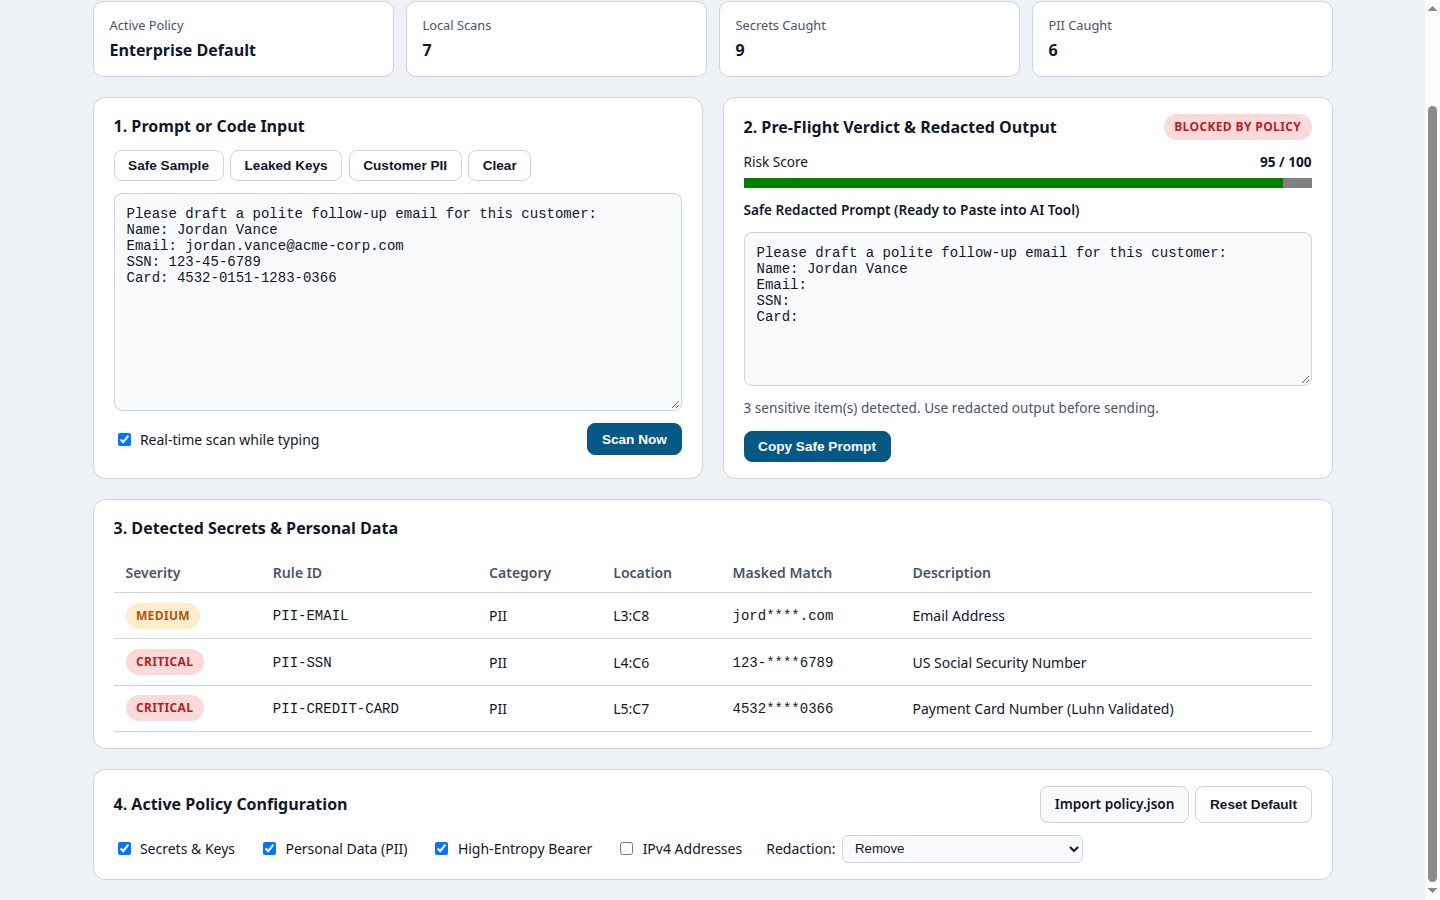 Active Policy
Enterprise Default
Local Scans
7
Secrets Caught
9
PII Caught
6
1. Prompt or Code Input
Safe Sample
Leaked Keys
Customer PII
Clear
Please draft a polite follow-up email for this customer:
Name: Jordan Vance
Email: jordan.vance@acme-corp.com
SSN: 123-45-6789
Card: 4532-0151-1283-0366
Real-time scan while typing
Scan Now
2. Pre-Flight Verdict & Redacted Output
BLOCKED BY POLICY
Risk Score
95 / 100
Safe Redacted Prompt (Ready to Paste into AI Tool)
Please draft a polite follow-up email for this customer:
Name: Jordan Vance
Email:
SSN:
Card:
3 sensitive item(s) detected. Use redacted output before sending.
Copy Safe Prompt
3. Detected Secrets & Personal Data
Severity Rule ID Category Location Masked Match Description
MEDIUM PII-EMAIL PII L3:C8 jord****.com Email Address
CRITICAL PII-SSN PII L4:C6 123-****6789 US Social Security Number
CRITICAL PII-CREDIT-CARD PII L5:C7 4532****0366 Payment Card Number (Luhn Validated)
4. Active Policy Configuration
Import policy.json
Reset Default
Secrets & Keys
Personal Data (PII)
High-Entropy Bearer
IPv4 Addresses
Redaction:
Remove